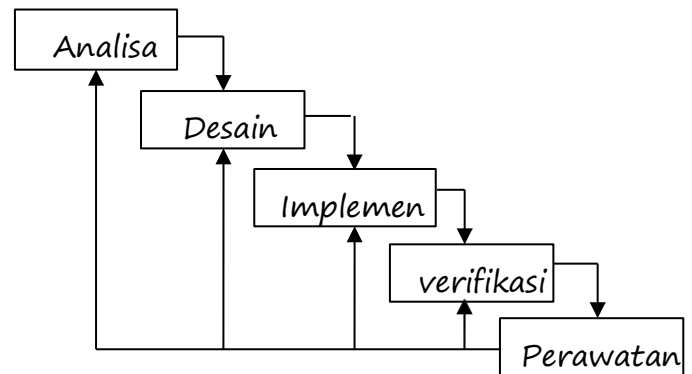 Analisa
Desain
Implemen
verifikasi
Perawatan